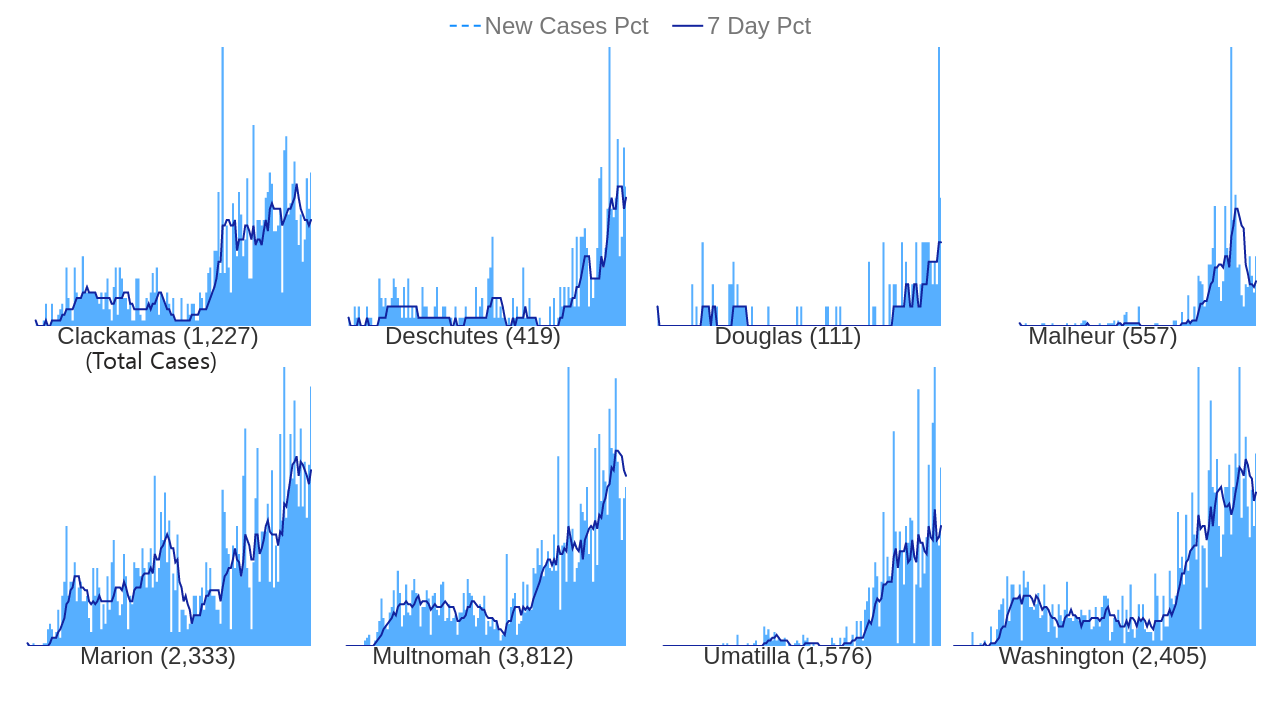 New Cases Pct 7 Day Pct
Clackamas (1,227)
(Total Cases)
Deschutes (419)
Douglas (111)
Malheur (557)
Marion (2,333)
Multnomah (3,812)
Umatilla (1,576)
Washington (2,405)